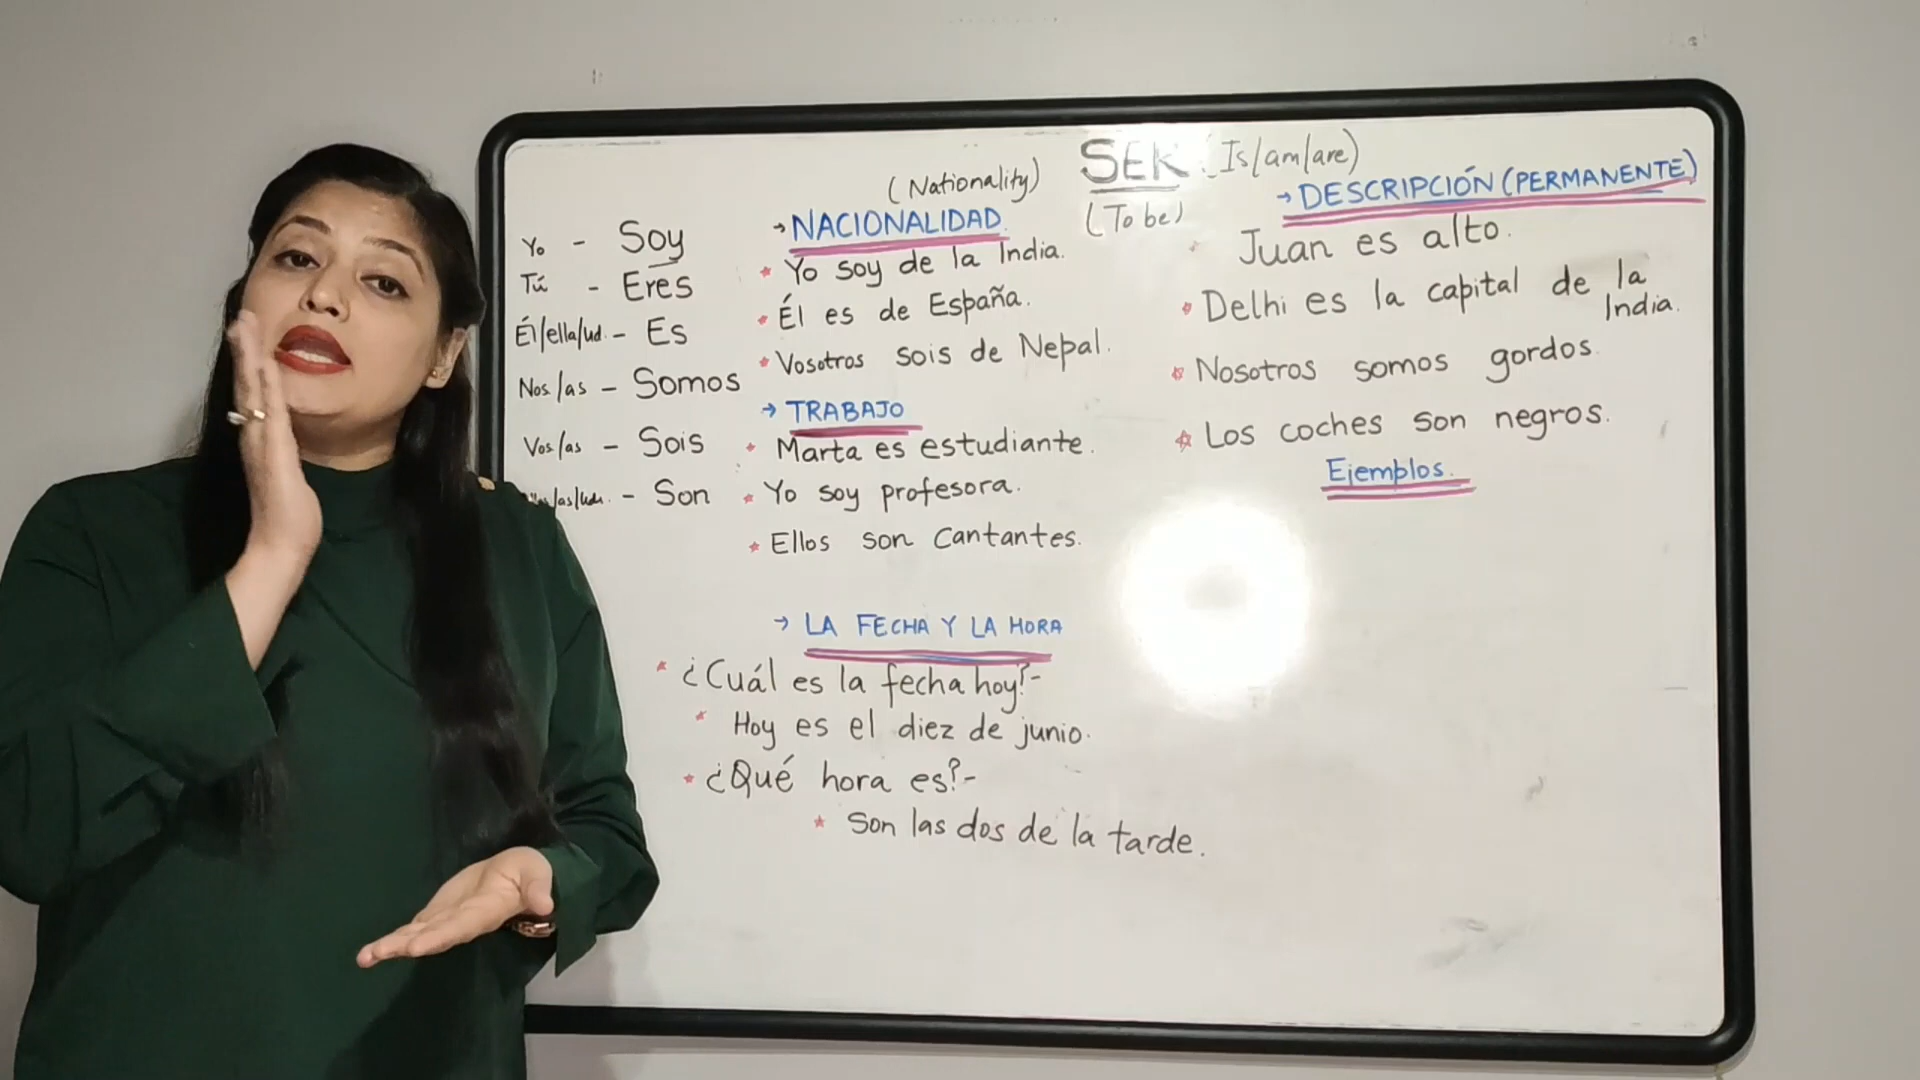 SER (Is/am/are)
(To be)
Yo - Soy
Tú - Eres
Él/ella/ud. - Es
Nos/as - Somos
Vos/as - Sois
/as/uds. - Son
(Nationality)
→ NACIONALIDAD
* Yo soy de la India.
* Él es de España.
* Vosotros sois de Nepal.
→ TRABAJO
* Marta es estudiante.
* Yo soy profesora.
* Ellos son Cantantes.
→ LA FECHA Y LA HORA
* ¿Cuál es la fecha hoy?-
* Hoy es el diez de junio.
* ¿Qué hora es?-
* Son las dos de la tarde.
→ DESCRIPCIÓN (PERMANENTE)
* Juan es alto.
* Delhi es la capital de la
India.
* Nosotros somos gordos.
* Los coches son negros.
Ejemplos.